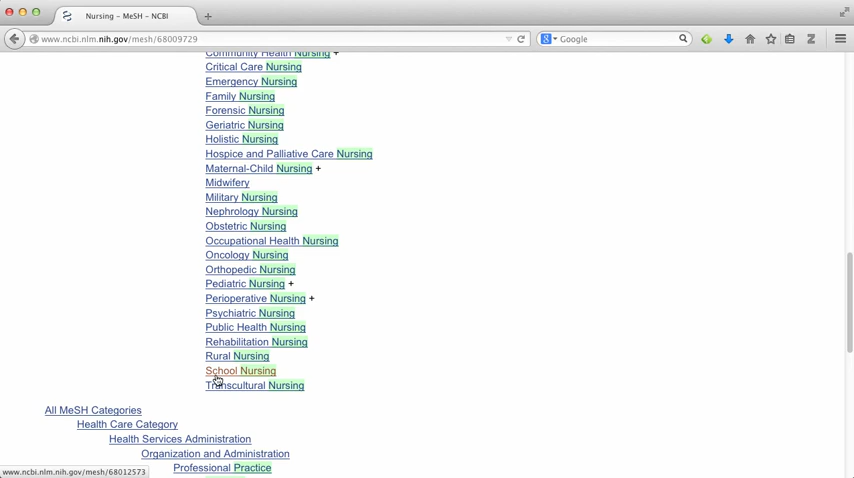 Nursing – MeSH – NCBI
www.ncbi.nlm.nih.gov/mesh/68009729
Google
Community Health Nursing +
Critical Care Nursing
Emergency Nursing
Family Nursing
Forensic Nursing
Geriatric Nursing
Holistic Nursing
Hospice and Palliative Care Nursing
Maternal-Child Nursing +
Midwifery
Military Nursing
Nephrology Nursing
Obstetric Nursing
Occupational Health Nursing
Oncology Nursing
Orthopedic Nursing
Pediatric Nursing +
Perioperative Nursing +
Psychiatric Nursing
Public Health Nursing
Rehabilitation Nursing
Rural Nursing
School Nursing
Transcultural Nursing
All MeSH Categories
Health Care Category
Health Services Administration
Organization and Administration
Professional Practice
www.ncbi.nlm.nih.gov/mesh/68012573